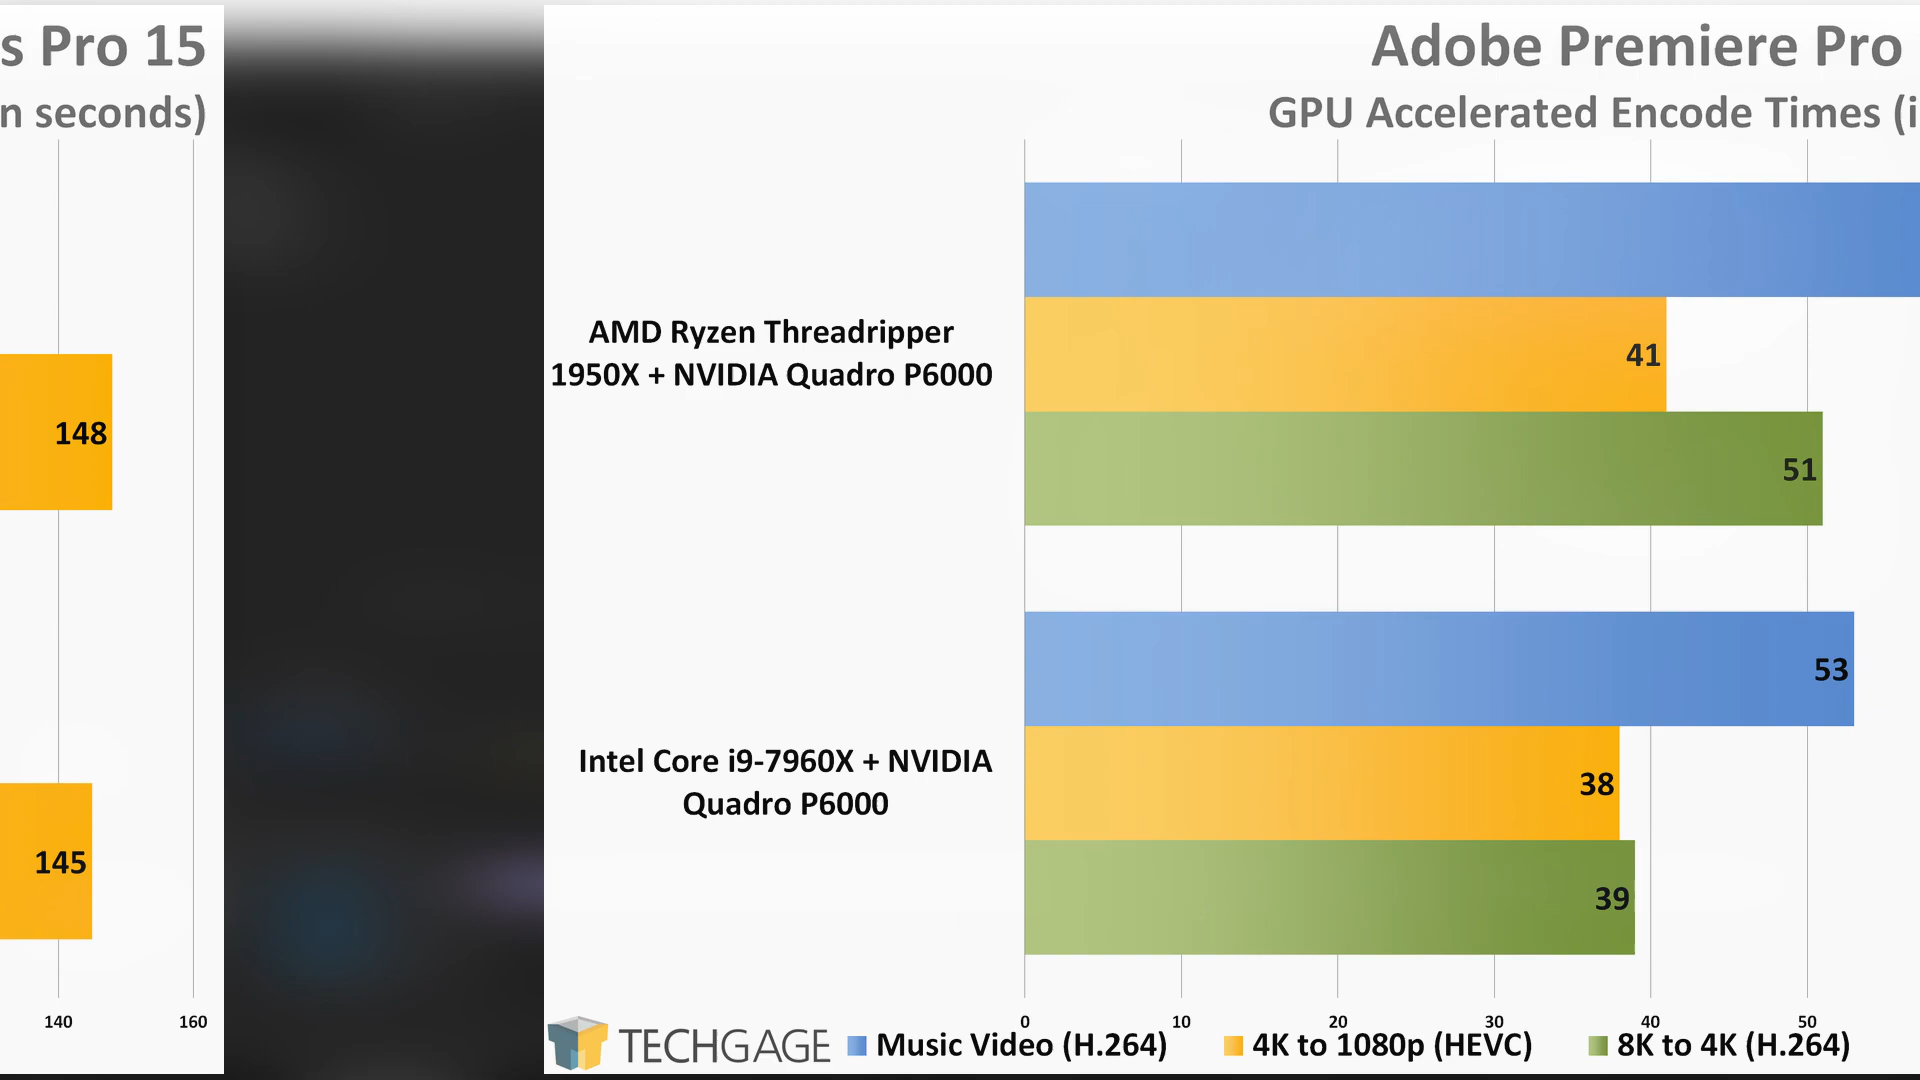 s Pro 15
n seconds)
148
145
140 160
Adobe Premiere Pro
GPU Accelerated Encode Times (i
AMD Ryzen Threadripper
1950X + NVIDIA Quadro P6000
41
51
Intel Core i9-7960X + NVIDIA
Quadro P6000
53
38
39
0 10 20 30 40 50
TECHGAGE
Music Video (H.264) 4K to 1080p (HEVC) 8K to 4K (H.264)